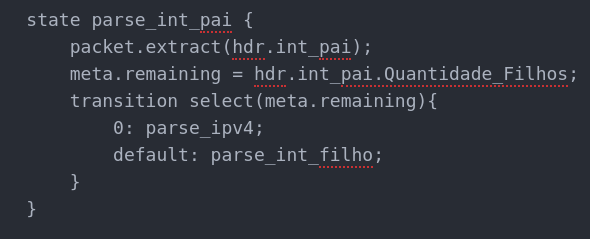 state parse_int_pai {
packet.extract(hdr.int_pai);
meta.remaining = hdr.int_pai.Quantidade_Filhos;
transition select(meta.remaining){
0: parse_ipv4;
default: parse_int_filho;
}
}